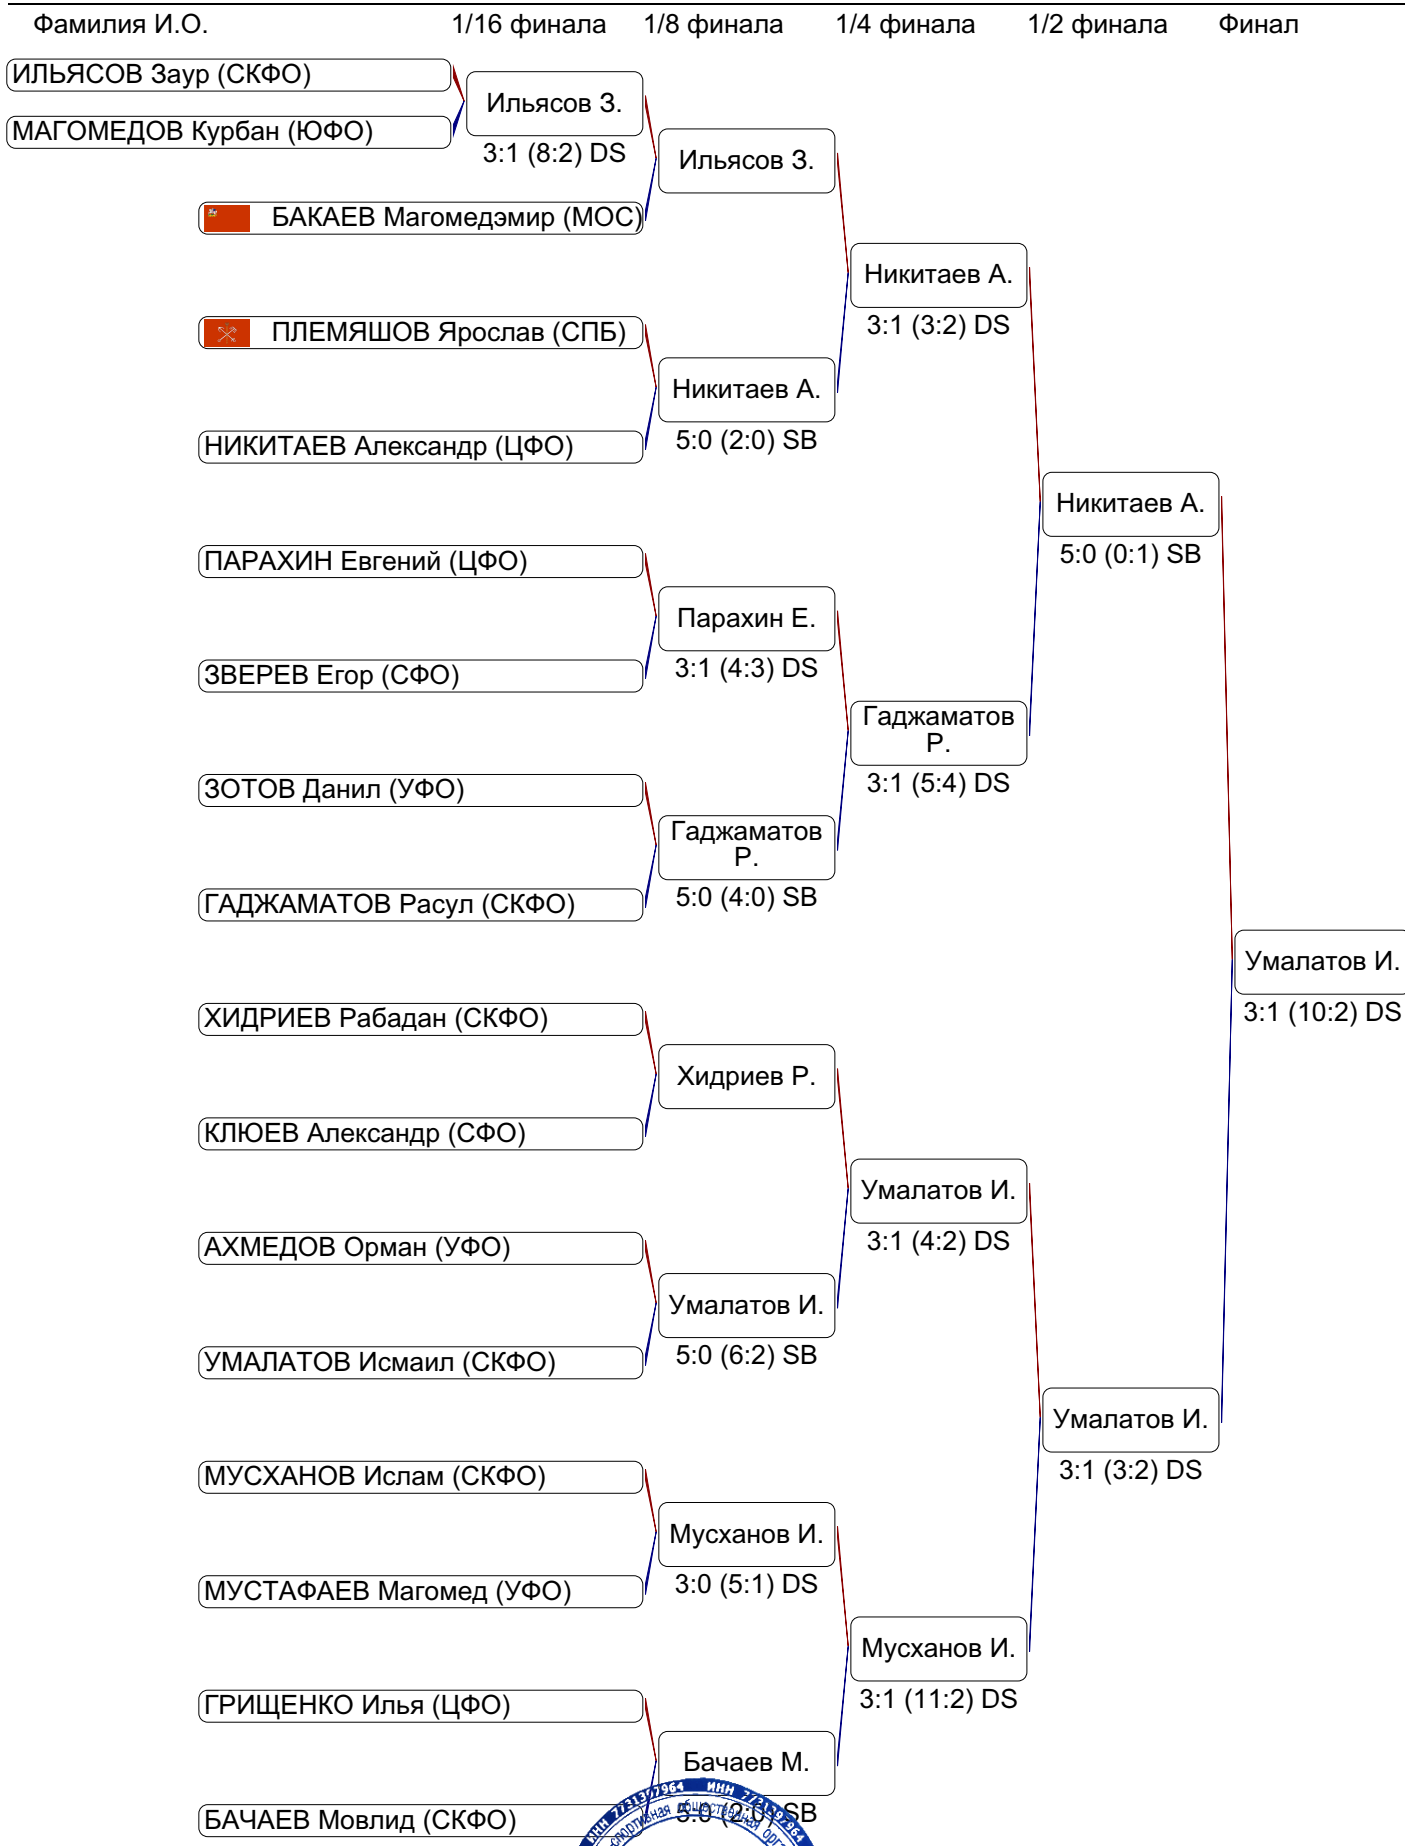 Фамилия И.О. 1/16 финала 1/8 финала 1/4 финала 1/2 финала Финал
ИЛЬЯСОВ Заур (СКФО)
Ильясов З.
МАГОМЕДОВ Курбан (ЮФО)
3:1 (8:2) DS
Ильясов З.
БАКАЕВ Магомедэмир (МОС)
Никитаев А.
3:1 (3:2) DS
ПЛЕМЯШОВ Ярослав (СПБ)
Никитаев А.
5:0 (2:0) SB
НИКИТАЕВ Александр (ЦФО)
Никитаев А.
5:0 (0:1) SB
ПАРАХИН Евгений (ЦФО)
Парахин Е.
3:1 (4:3) DS
ЗВЕРЕВ Егор (СФО)
Гаджаматов
Р.
3:1 (5:4) DS
ЗОТОВ Данил (УФО)
Гаджаматов
Р.
5:0 (4:0) SB
ГАДЖАМАТОВ Расул (СКФО)
Умалатов И.
3:1 (10:2) DS
ХИДРИЕВ Рабадан (СКФО)
Хидриев Р.
КЛЮЕВ Александр (СФО)
Умалатов И.
3:1 (4:2) DS
АХМЕДОВ Орман (УФО)
Умалатов И.
5:0 (6:2) SB
УМАЛАТОВ Исмаил (СКФО)
Умалатов И.
3:1 (3:2) DS
МУСХАНОВ Ислам (СКФО)
Мусханов И.
3:0 (5:1) DS
МУСТАФАЕВ Магомед (УФО)
Мусханов И.
3:1 (11:2) DS
ГРИЩЕНКО Илья (ЦФО)
Бачаев М.
5:0 (2:0) SB
БАЧАЕВ Мовлид (СКФО)